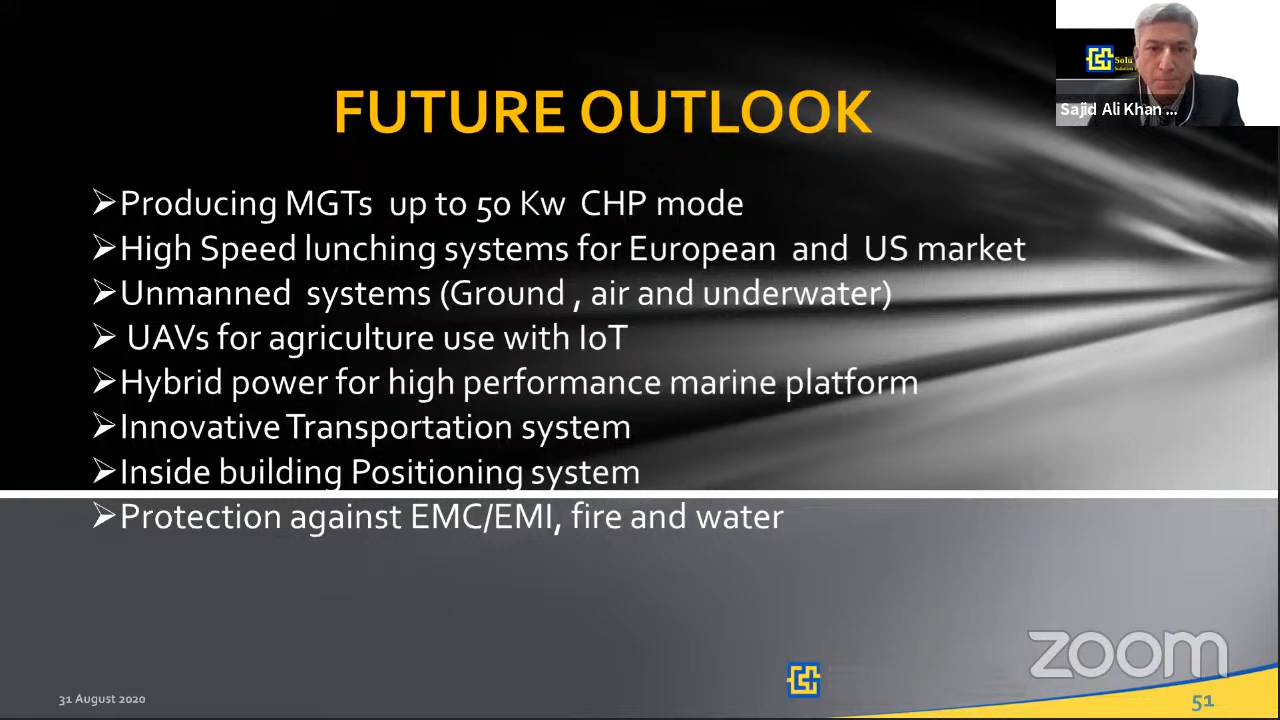 Solu
Sajid Ali Khan ...
FUTURE OUTLOOK
➢Producing MGTs up to 50 Kw CHP mode
➢High Speed lunching systems for European and US market
➢Unmanned systems (Ground , air and underwater)
➢ UAVs for agriculture use with IoT
➢Hybrid power for high performance marine platform
➢Innovative Transportation system
➢Inside building Positioning system
➢Protection against EMC/EMI, fire and water
zoom
31 August 2020
51